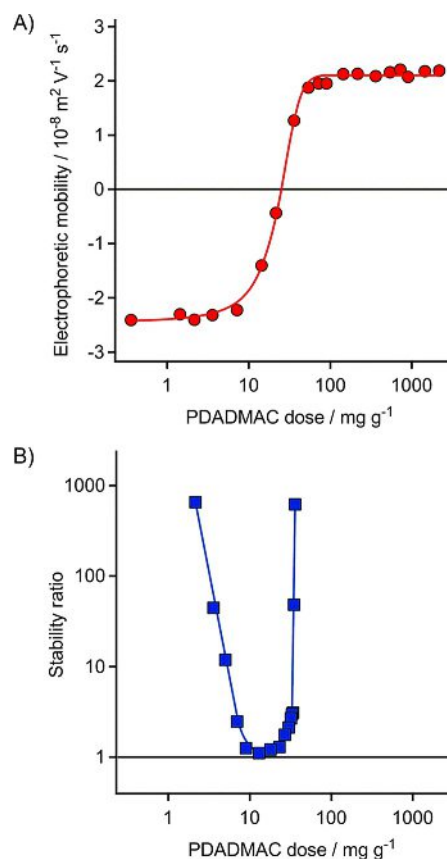 A)
Electrophoretic mobility / 10⁻⁸ m² V⁻¹ s⁻¹
3
2
1
0
-1
-2
-3
1 10 100 1000
PDADMAC dose / mg g⁻¹
B)
Stability ratio
1000
100
10
1
1 10 100 1000
PDADMAC dose / mg g⁻¹